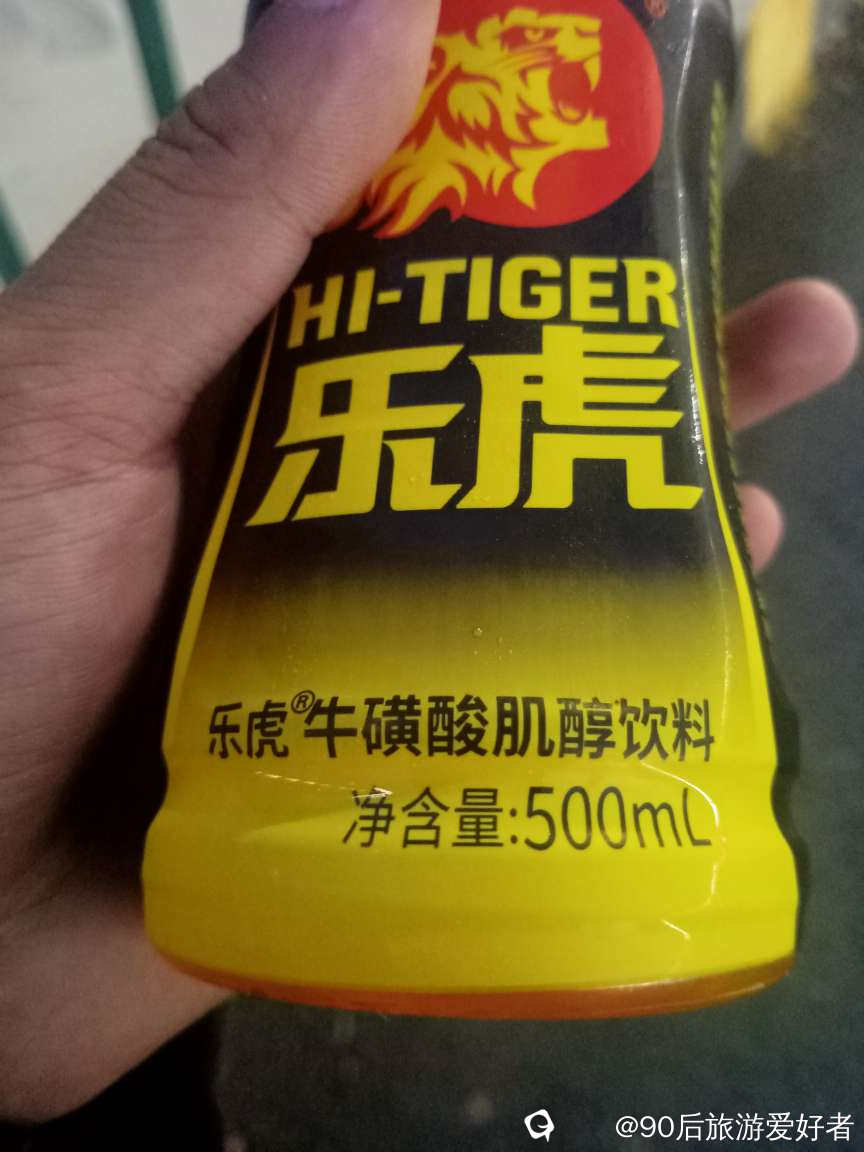 ®
HI-TIGER
乐虎
乐虎®牛磺酸肌醇饮料
净含量:500mL
@90后旅游爱好者